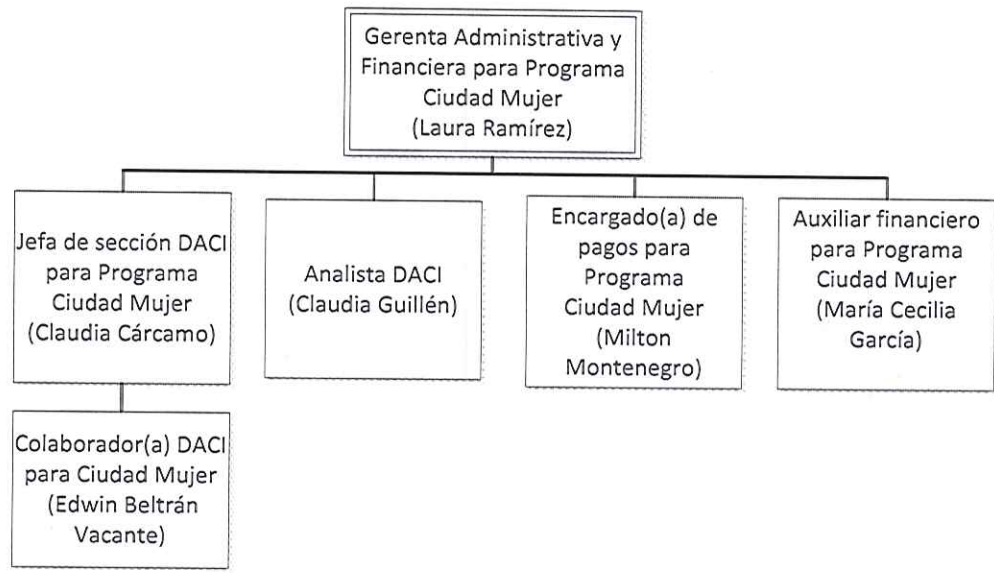 Gerenta Administrativa y
Financiera para Programa
Ciudad Mujer
(Laura Ramírez)
Jefa de sección DACI
para Programa
Ciudad Mujer
(Claudia Cárcamo)
Analista DACI
(Claudia Guillén)
Encargado(a) de
pagos para
Programa
Ciudad Mujer
(Milton
Montenegro)
Auxiliar financiero
para Programa
Ciudad Mujer
(María Cecilia
García)
Colaborador(a) DACI
para Ciudad Mujer
(Edwin Beltrán
Vacante)